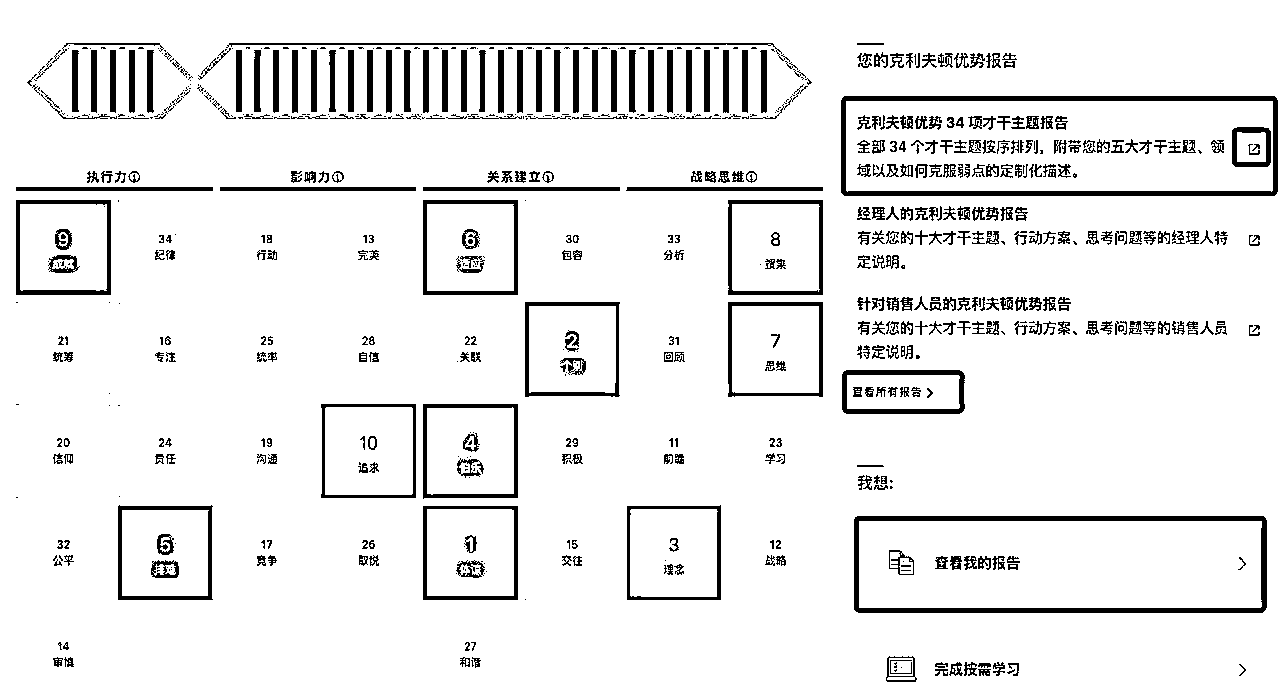 您的克利夫顿优势报告
克利夫顿优势 34 项才干主题报告
全部 34 个才干主题按序排列，附带您的五大才干主题、领
域以及如何克服弱点的定制化描述。
经理人的克利夫顿优势报告
有关您的十大才干主题、行动方案、思考问题等的经理人特
定说明。
针对销售人员的克利夫顿优势报告
有关您的十大才干主题、行动方案、思考问题等的销售人员
特定说明。
查看所有报告
我想:
查看我的报告
完成按需学习
执行力 影响力 关系建立 战略思维
9 34 18 13 6 30 33 8
成就 纪律 行动 完美 适应 包容 分析 搜集
21 16 25 28 22 2 31 7
统筹 专注 统率 自信 关联 个别 回顾 思维
20 24 19 10 4 29 11 23
信仰 责任 沟通 追求 伯乐 积极 前瞻 学习
32 5 17 26 1 15 3 12
公平 排难 竞争 取悦 体谅 交往 理念 战略
14 27
审慎 和谐